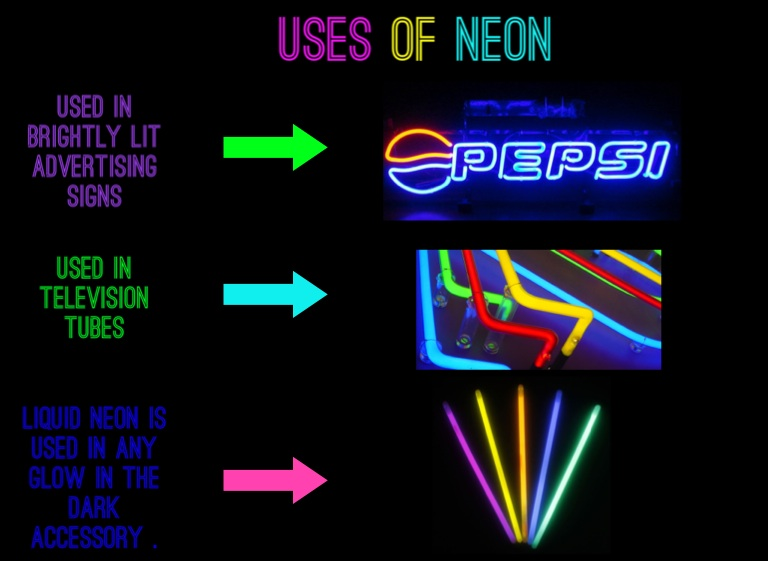 USES OF NEON
USED IN
BRIGHTLY LIT
ADVERTISING
SIGNS
PEPSI
USED IN
TELEVISION
TUBES
LIQUID NEON IS
USED IN ANY
GLOW IN THE
DARK
ACCESSORY .